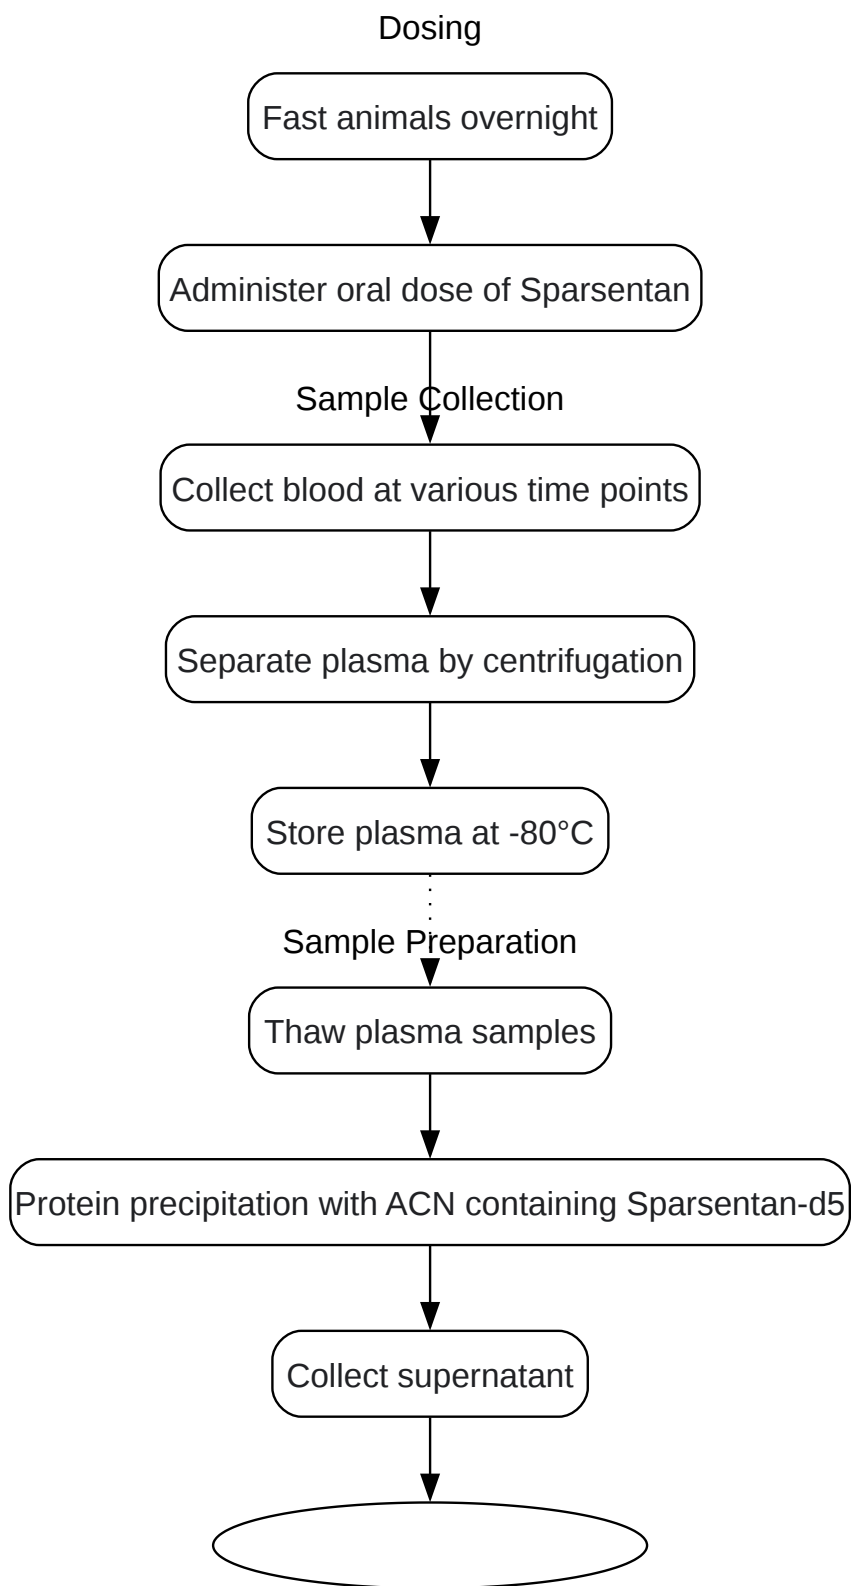 Dosing
Fast animals overnight
Administer oral dose of Sparsentan
Sample Collection
Collect blood at various time points
Separate plasma by centrifugation
Store plasma at -80°C
Sample Preparation
Thaw plasma samples
Protein precipitation with ACN containing Sparsentan-d5
Collect supernatant